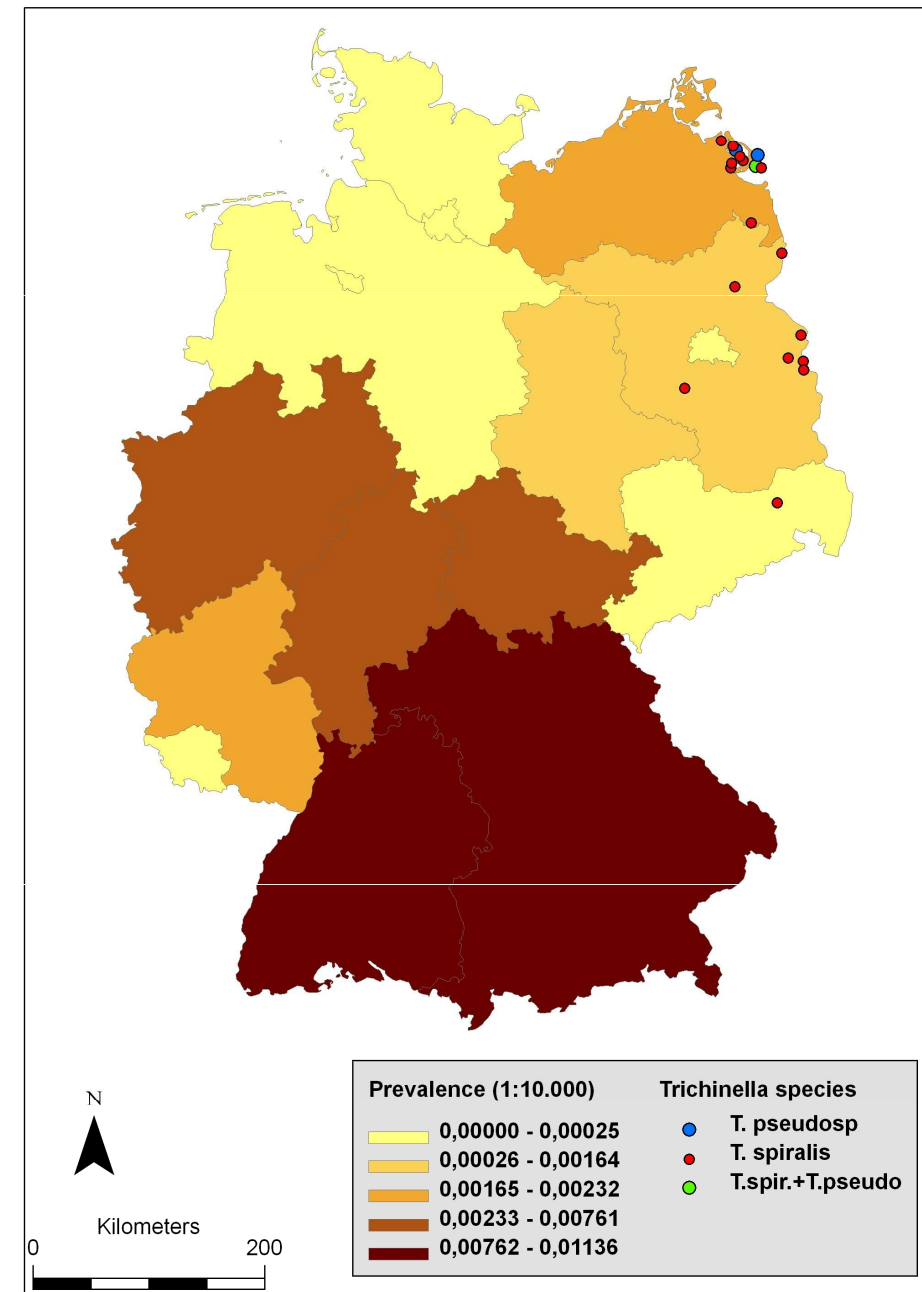 N
Kilometers
0 200
Prevalence (1:10.000)
0,00000 - 0,00025
0,00026 - 0,00164
0,00165 - 0,00232
0,00233 - 0,00761
0,00762 - 0,01136
Trichinella species
T. pseudosp
T. spiralis
T.spir.+T.pseudo